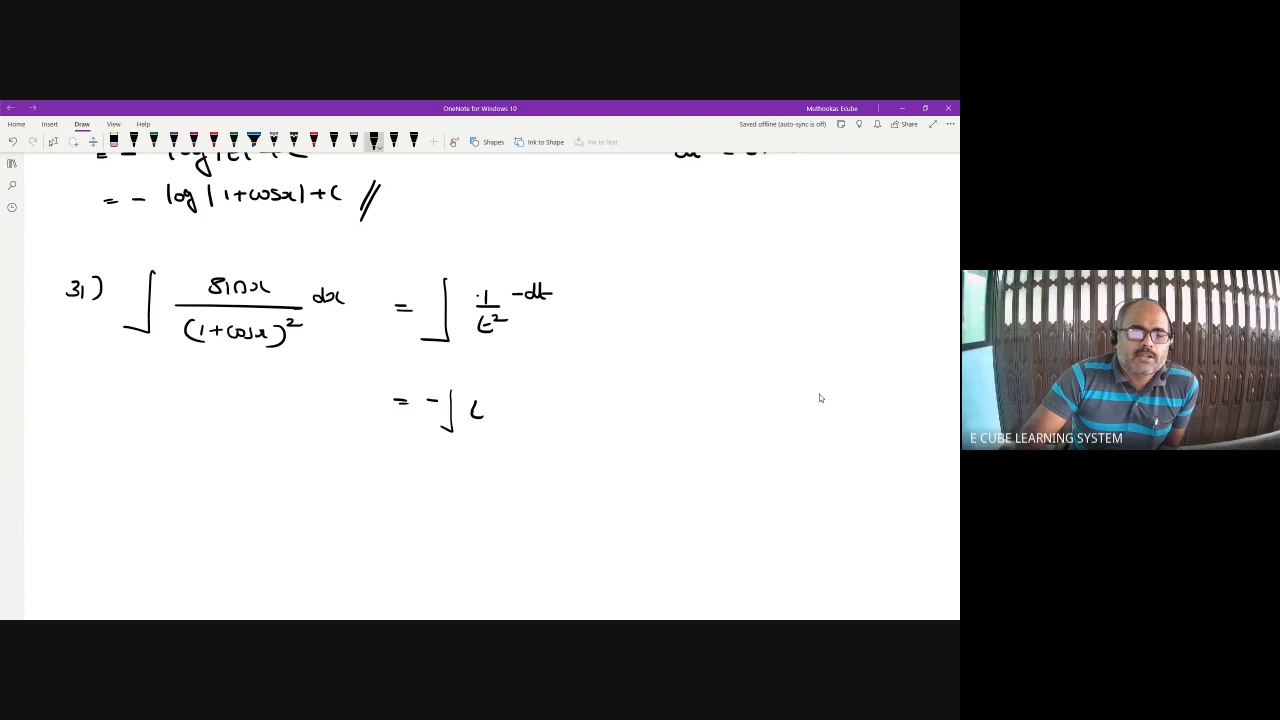 OneNote for Windows 10
Muthookas Ecube
Home Insert Draw View Help
Saved offline (auto-sync is off) Share
Shapes Ink to Shape Ink to Text
= - log|t| + c
= - log |1+cosx| + c //
31) ∫ sinx / (1+cosx)² dx = ∫ 1/t² -dt
= - ∫ t
E CUBE LEARNING SYSTEM